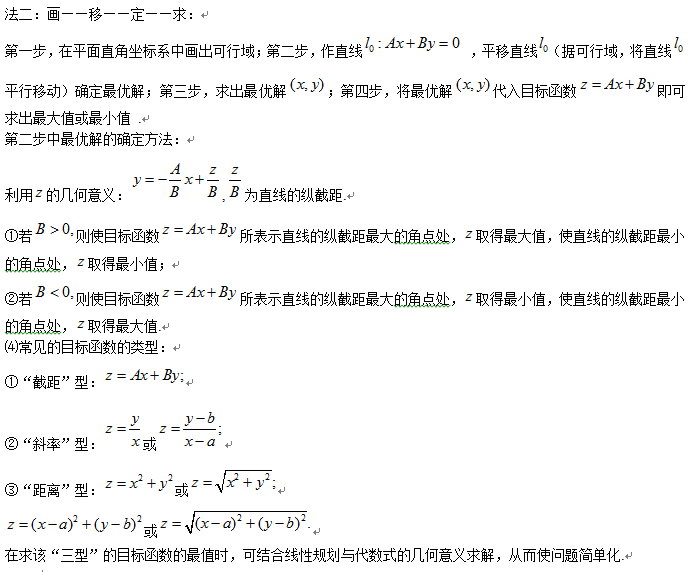 法二：画——移——定——求：
第一步，在平面直角坐标系中画出可行域；第二步，作直线 l₀ : Ax + By = 0 ，平移直线 l₀（据可行域，将直线 l₀
平行移动）确定最优解；第三步，求出最优解 (x, y) ；第四步，将最优解 (x, y) 代入目标函数 z = Ax + By 即可
求出最大值或最小值 .
第二步中最优解的确定方法：
利用 z 的几何意义： y = −(A/B)x + z/B , z/B 为直线的纵截距.
①若 B > 0, 则使目标函数 z = Ax + By 所表示直线的纵截距最大的角点处，z 取得最大值，使直线的纵截距最小
的角点处，z 取得最小值；
②若 B < 0, 则使目标函数 z = Ax + By 所表示直线的纵截距最大的角点处，z 取得最小值，使直线的纵截距最小
的角点处，z 取得最大值.
⑷常见的目标函数的类型：
①“截距”型： z = Ax + By;
②“斜率”型： z = y/x 或 z = (y − b)/(x − a);
③“距离”型： z = x² + y² 或 z = √(x² + y²);
z = (x − a)² + (y − b)² 或 z = √((x − a)² + (y − b)²).
在求该“三型”的目标函数的最值时，可结合线性规划与代数式的几何意义求解，从而使问题简单化.